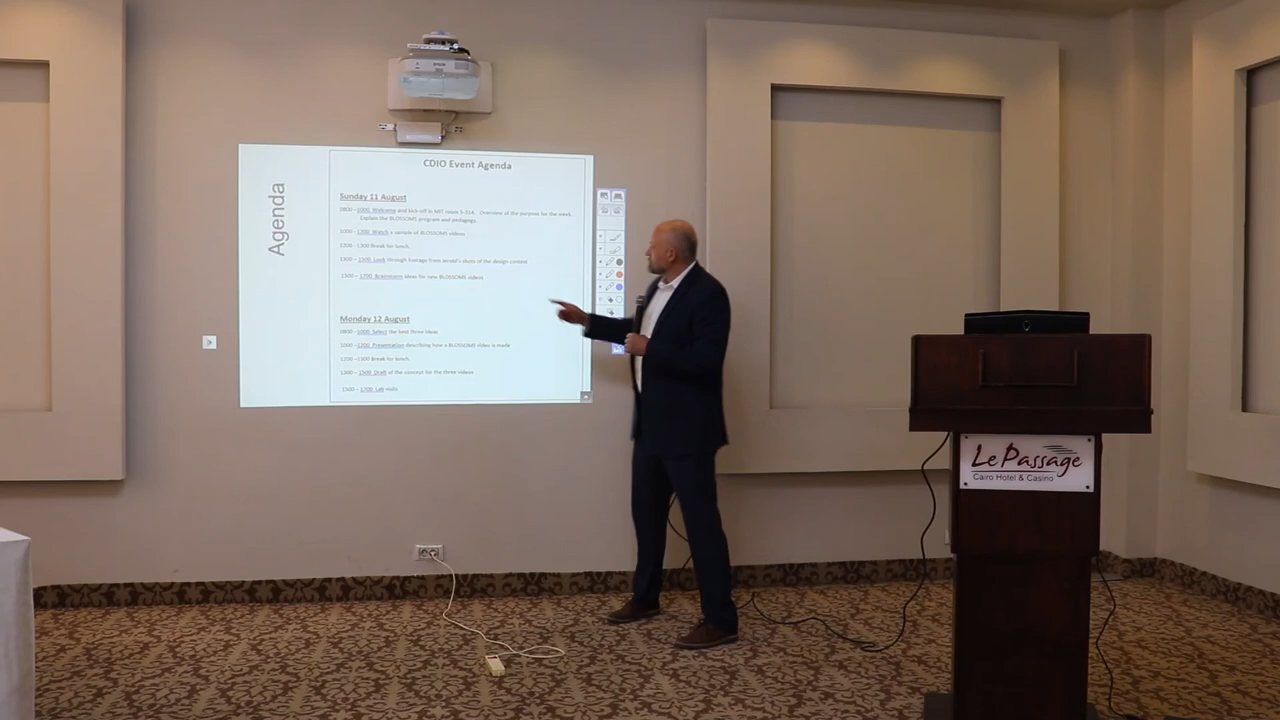 EPSON
Agenda
CDIO Event Agenda
Sunday 11 August
0800 – 1000 Welcome and kick-off in MIT room 5-314. Overview of the purpose for the week.
Explain the BLOSSOMS program and pedagogy.
1000 – 1200 Watch a sample of BLOSSOMS videos
1200 – 1300 Break for lunch.
1300 – 1500 Look through footage from Jerold's shots of the design contest
1500 – 1700 Brainstorm ideas for new BLOSSOMS videos
Monday 12 August
0800 – 1000 Select the best three ideas
1000 – 1200 Presentation describing how a BLOSSOMS video is made
1200 – 1300 Break for lunch.
1300 – 1500 Draft of the concept for the three videos
1500 – 1700 Lab visits
Le Passage
Cairo Hotel & Casino